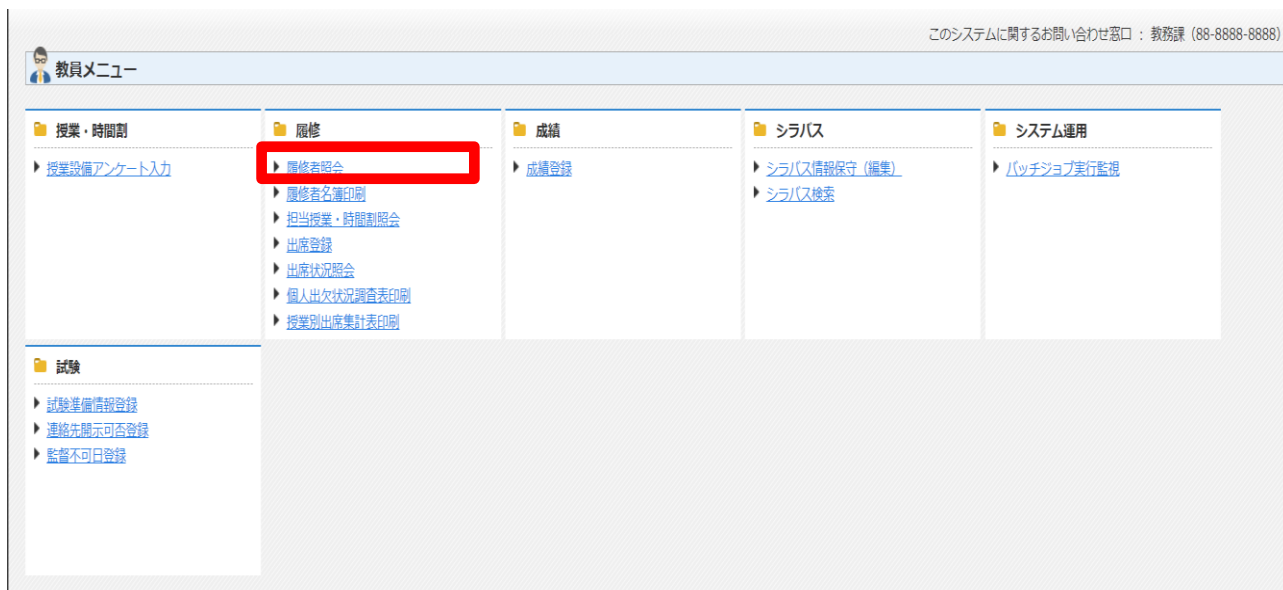 このシステムに関するお問い合わせ窓口 : 教務課 (88-8888-8888)
教員メニュー
授業・時間割
授業設備アンケート入力
履修
履修者照会
履修者名簿印刷
担当授業・時間割照会
出席登録
出席状況照会
個人出欠状況調査表印刷
授業別出席集計表印刷
成績
成績登録
シラバス
シラバス情報保守（編集）
シラバス検索
システム運用
バッチジョブ実行監視
試験
試験準備情報登録
連絡先開示可否登録
監督不可日登録